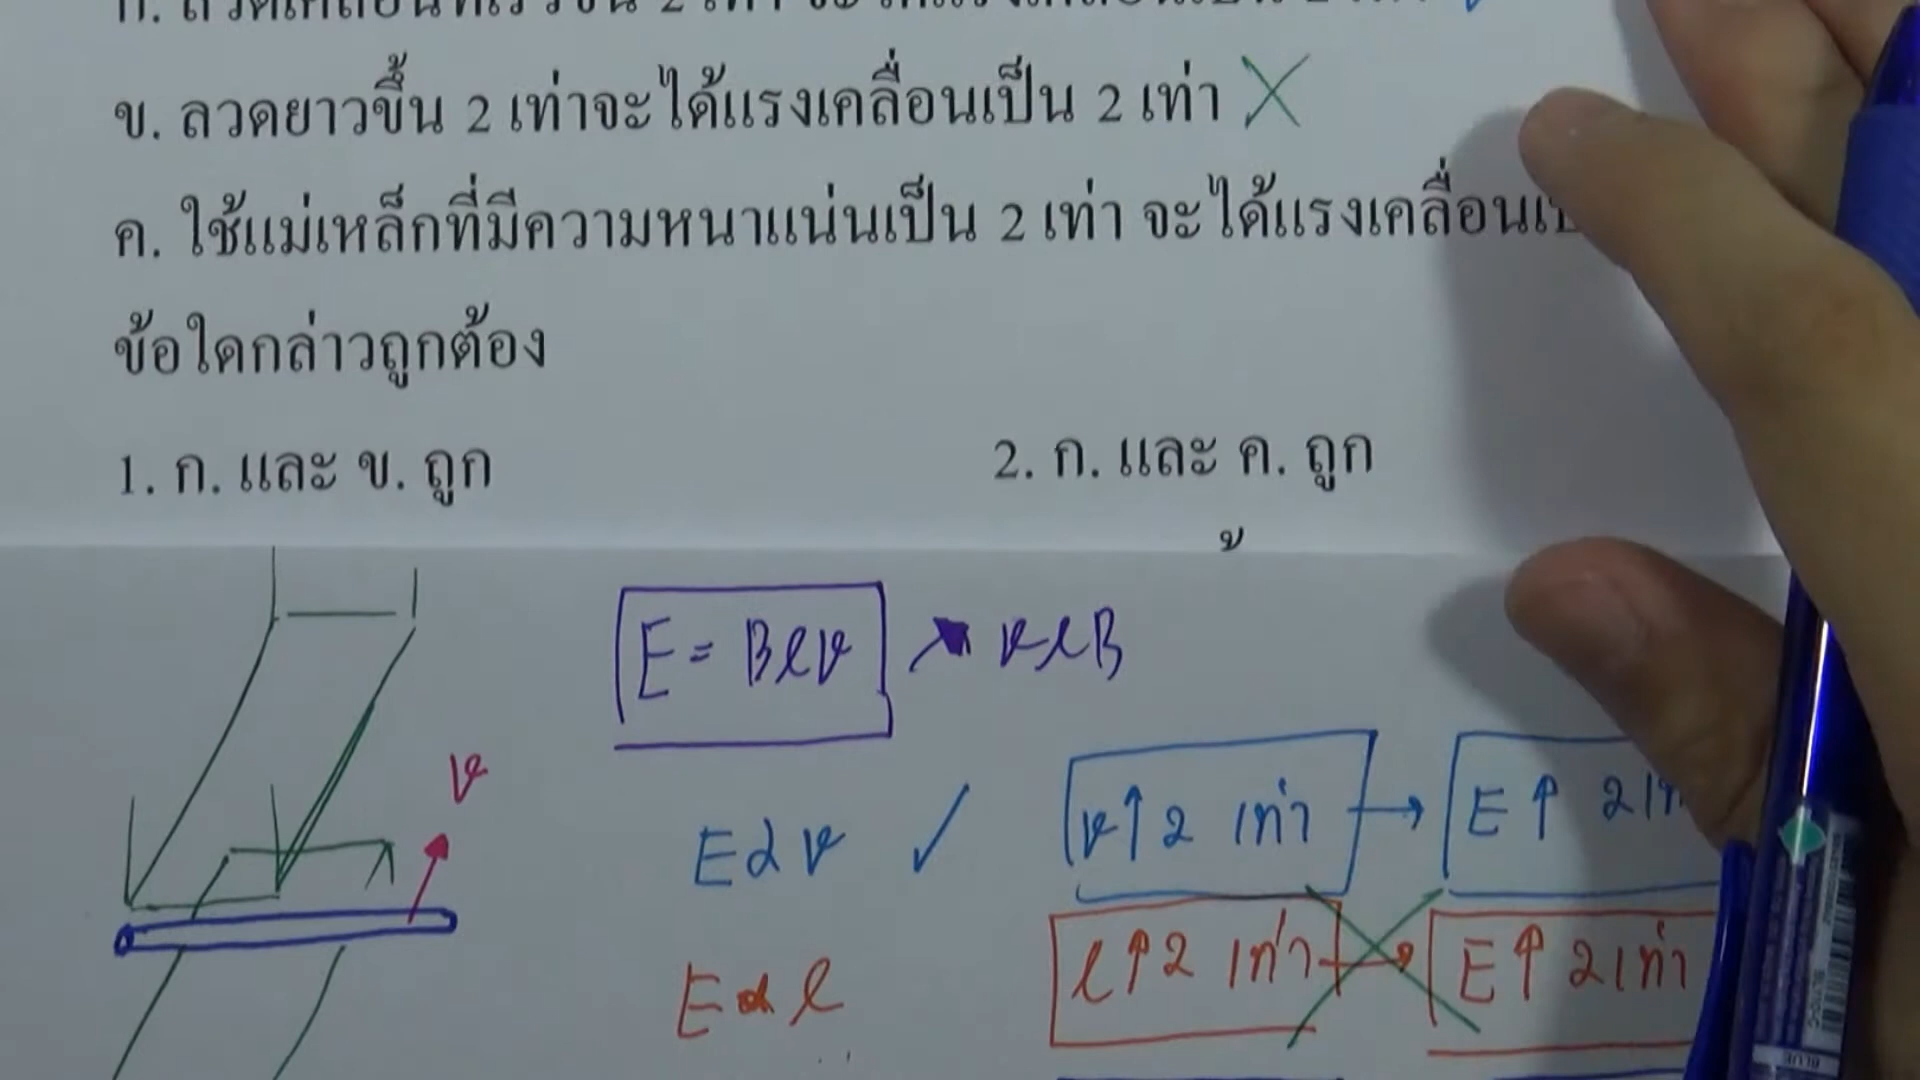 ข. ลวดยาวขึ้น 2 เท่าจะได้แรงเคลื่อนเป็น 2 เท่า
ค. ใช้แม่เหล็กที่มีความหนาแน่นเป็น 2 เท่า จะได้แรงเคลื่อน
ข้อใดกล่าวถูกต้อง
1. ก. และ ข. ถูก
2. ก. และ ค. ถูก
E = Blv
vlB
v
E α v ✓
v↑ 2 เท่า → E↑ 2
E α l
l↑ 2 เท่า → E↑ 2 เท่า